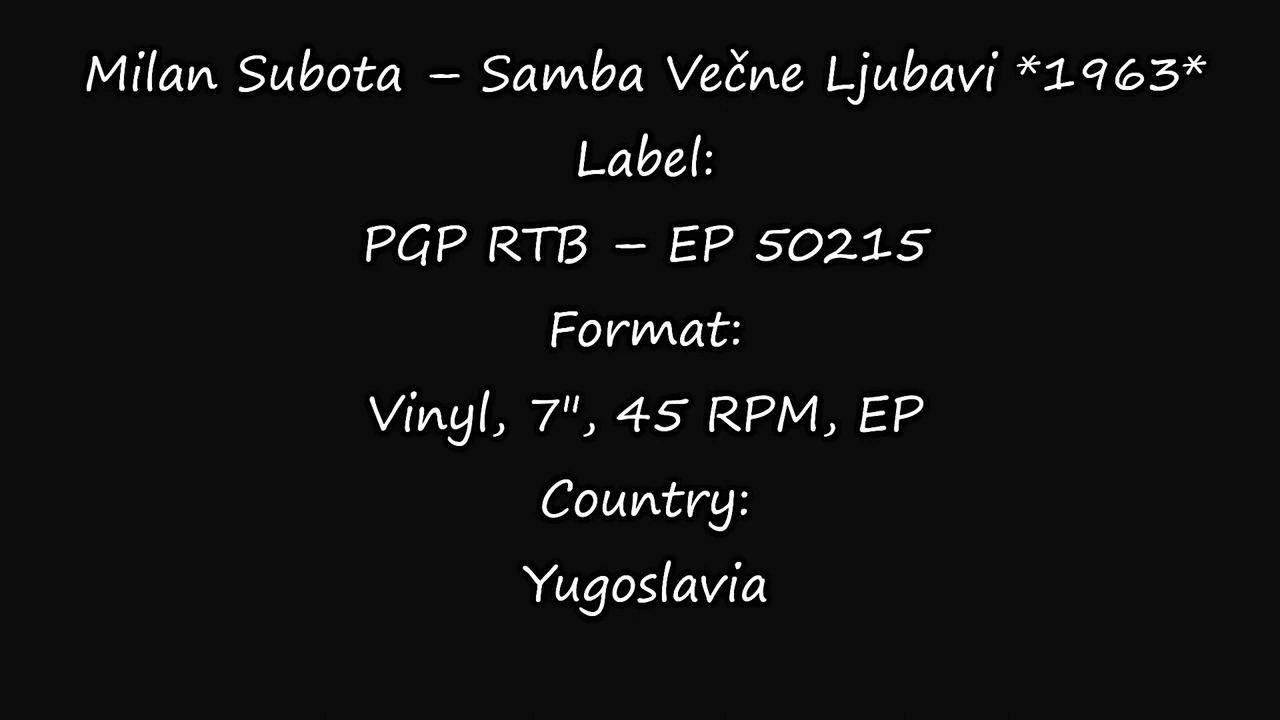 Milan Subota – Samba Večne Ljubavi *1963*
Label:
PGP RTB – EP 50215
Format:
Vinyl, 7", 45 RPM, EP
Country:
Yugoslavia